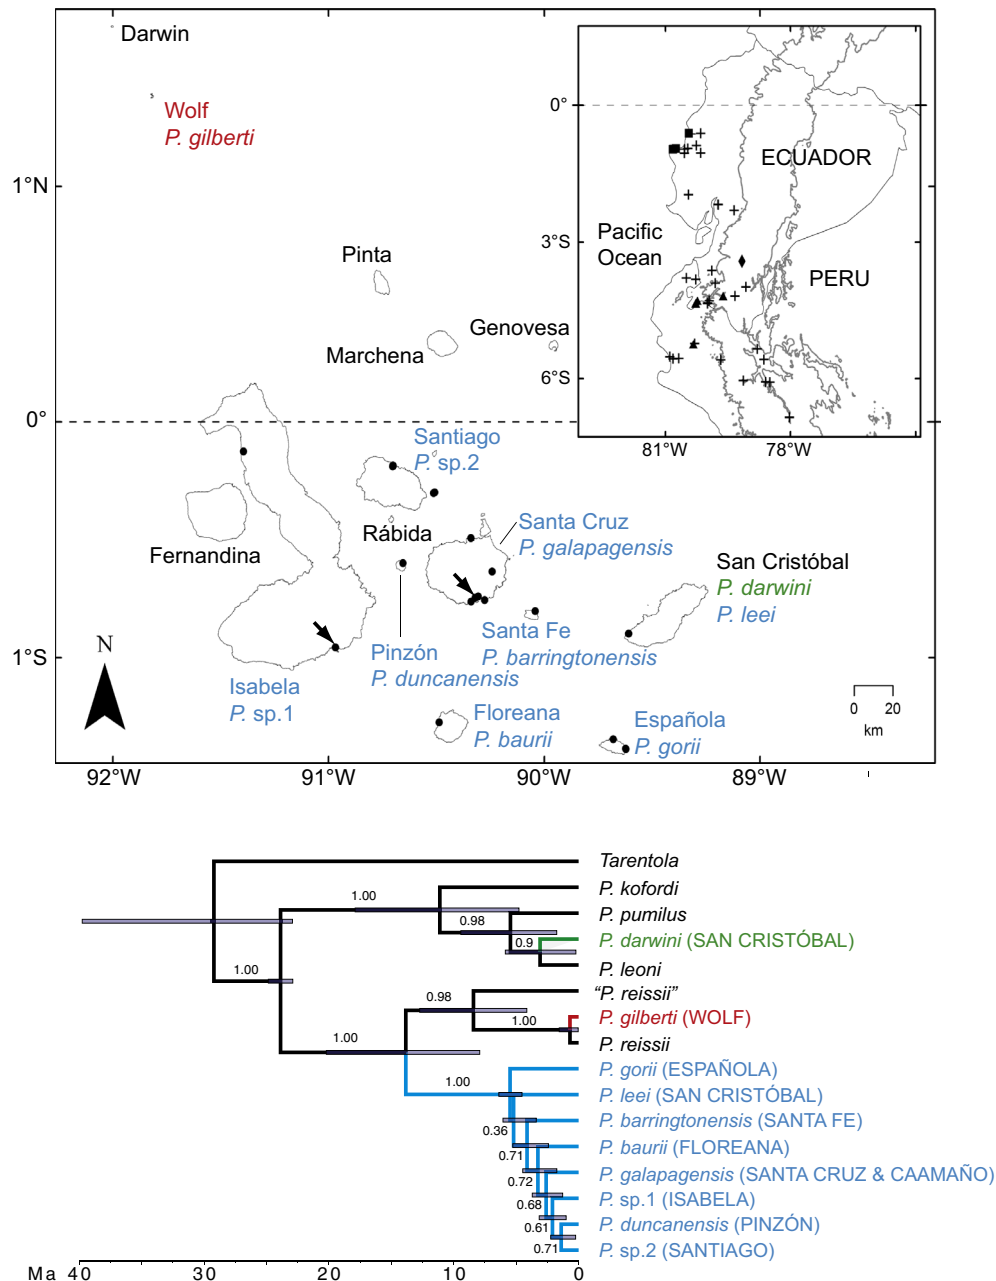 Darwin
Wolf
P. gilberti
1°N
Pinta
Genovesa
Marchena
0°
Santiago
P. sp.2
Rábida
Fernandina
Santa Cruz
P. galapagensis
San Cristóbal
P. darwini
P. leei
Santa Fe
P. barringtonensis
Pinzón
P. duncanensis
1°S
N
Isabela
P. sp.1
Floreana
P. baurii
Española
P. gorii
0 20
km
92°W 91°W 90°W 89°W
0°
ECUADOR
3°S
Pacific
Ocean
PERU
6°S
81°W 78°W
Tarentola
1.00
P. kofordi
P. pumilus
0.98
P. darwini (SAN CRISTÓBAL)
0.9
P. leoni
1.00
"P. reissii"
0.98
P. gilberti (WOLF)
1.00
P. reissii
1.00
P. gorii (ESPAÑOLA)
1.00
P. leei (SAN CRISTÓBAL)
P. barringtonensis (SANTA FE)
0.36
P. baurii (FLOREANA)
0.71
P. galapagensis (SANTA CRUZ & CAAMAÑO)
0.72
P. sp.1 (ISABELA)
0.68
P. duncanensis (PINZÓN)
0.61
P. sp.2 (SANTIAGO)
0.71
Ma 40 30 20 10 0